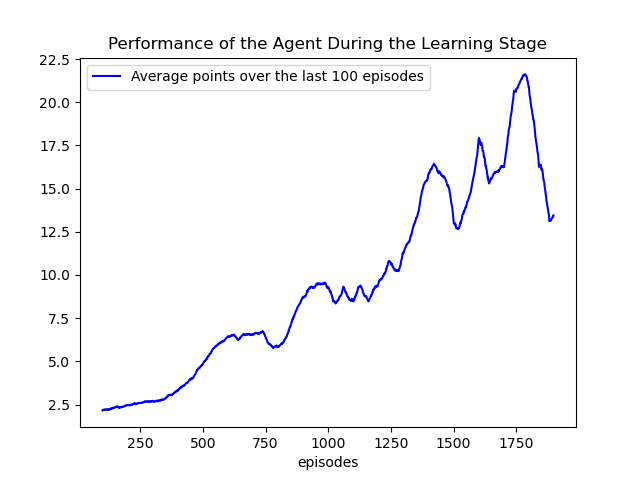 Performance of the Agent During the Learning Stage
Average points over the last 100 episodes
22.5
20.0
17.5
15.0
12.5
10.0
7.5
5.0
2.5
250 500 750 1000 1250 1500 1750
episodes